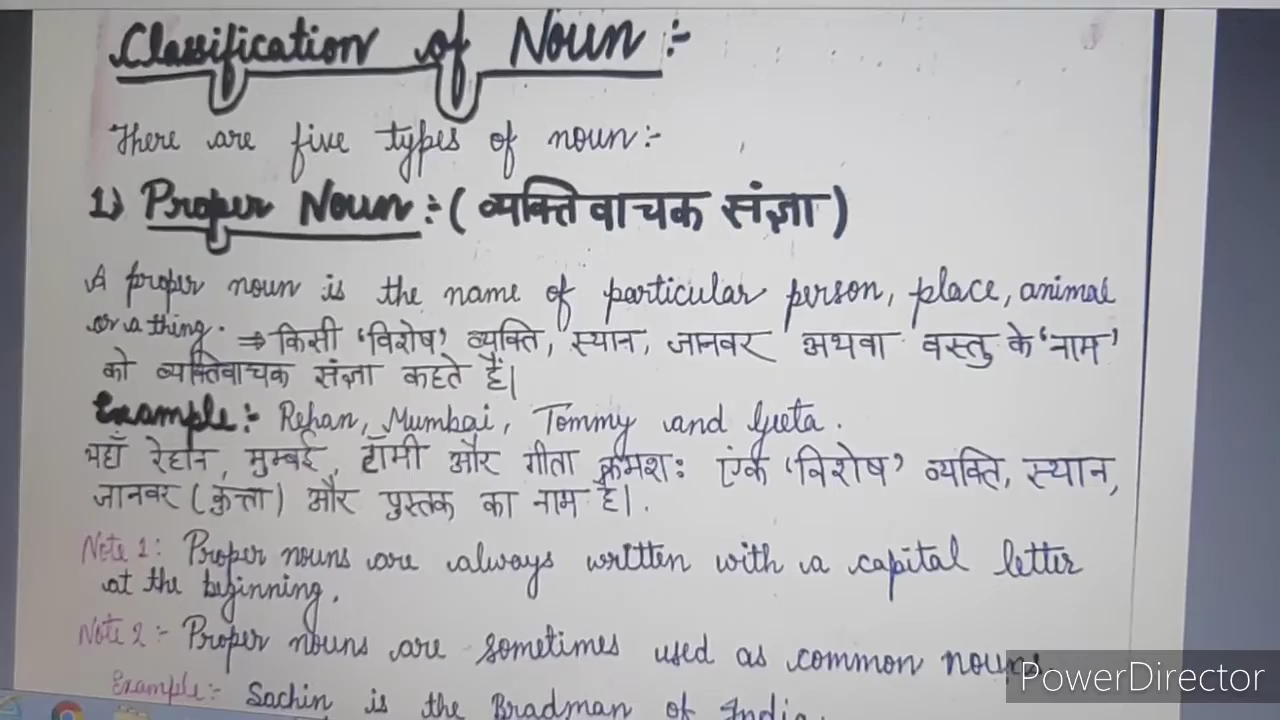 Classification of Noun :-
There are five types of noun :-
1) Proper Noun :- ( व्यक्तिवाचक संज्ञा )
A proper noun is the name of particular person, place, animal
or a thing. ⇒ किसी ‘विशेष’ व्यक्ति, स्थान, जानवर अथवा वस्तु के ‘नाम’
को व्यक्तिवाचक संज्ञा कहते हैं।
Example :- Rehan, Mumbai, Tommy and Geeta.
यहाँ रेहान, मुम्बई, टॉमी और गीता क्रमशः एक ‘विशेष’ व्यक्ति, स्थान,
जानवर (कुत्ता) और पुस्तक का नाम है।.
Note 1: Proper nouns are always written with a capital letter
at the beginning.
Note 2 :- Proper nouns are sometimes used as common nouns.
Example :- Sachin is the Bradman of India.
PowerDirector